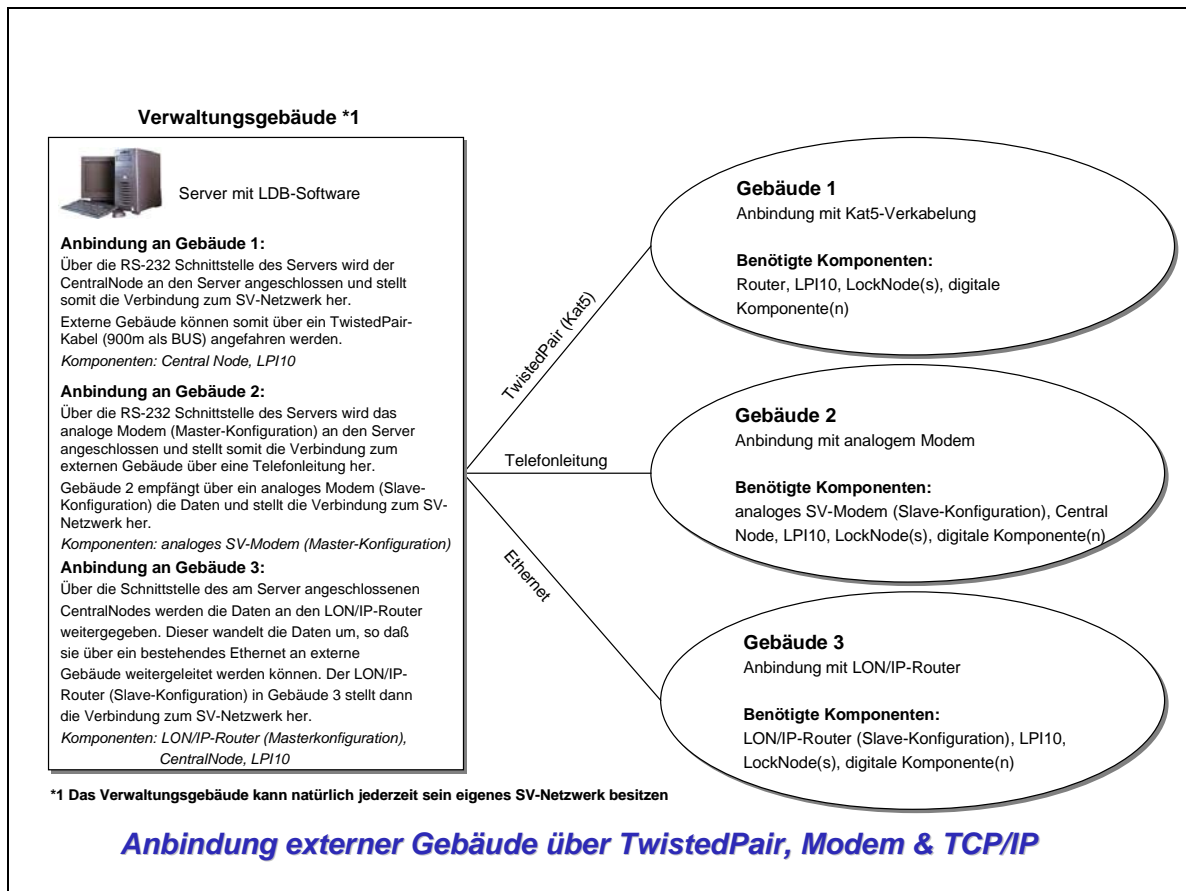 Verwaltungsgebäude *1
Server mit LDB-Software
Anbindung an Gebäude 1:
Über die RS-232 Schnittstelle des Servers wird der
CentralNode an den Server angeschlossen und stellt
somit die Verbindung zum SV-Netzwerk her.
Externe Gebäude können somit über ein TwistedPair-
Kabel (900m als BUS) angefahren werden.
Komponenten: Central Node, LPI10
Anbindung an Gebäude 2:
Über die RS-232 Schnittstelle des Servers wird das
analoge Modem (Master-Konfiguration) an den Server
angeschlossen und stellt somit die Verbindung zum
externen Gebäude über eine Telefonleitung her.
Gebäude 2 empfängt über ein analoges Modem (Slave-
Konfiguration) die Daten und stellt die Verbindung zum SV-
Netzwerk her.
Komponenten: analoges SV-Modem (Master-Konfiguration)
Anbindung an Gebäude 3:
Über die Schnittstelle des am Server angeschlossenen
CentralNodes werden die Daten an den LON/IP-Router
weitergegeben. Dieser wandelt die Daten um, so daß
sie über ein bestehendes Ethernet an externe
Gebäude weitergeleitet werden können. Der LON/IP-
Router (Slave-Konfiguration) in Gebäude 3 stellt dann
die Verbindung zum SV-Netzwerk her.
Komponenten: LON/IP-Router (Masterkonfiguration),
CentralNode, LPI10
TwistedPair (Kat5)
Telefonleitung
Ethernet
Gebäude 1
Anbindung mit Kat5-Verkabelung
Benötigte Komponenten:
Router, LPI10, LockNode(s), digitale
Komponente(n)
Gebäude 2
Anbindung mit analogem Modem
Benötigte Komponenten:
analoges SV-Modem (Slave-Konfiguration), Central
Node, LPI10, LockNode(s), digitale Komponente(n)
Gebäude 3
Anbindung mit LON/IP-Router
Benötigte Komponenten:
LON/IP-Router (Slave-Konfiguration), LPI10,
LockNode(s), digitale Komponente(n)
*1 Das Verwaltungsgebäude kann natürlich jederzeit sein eigenes SV-Netzwerk besitzen
Anbindung externer Gebäude über TwistedPair, Modem & TCP/IP